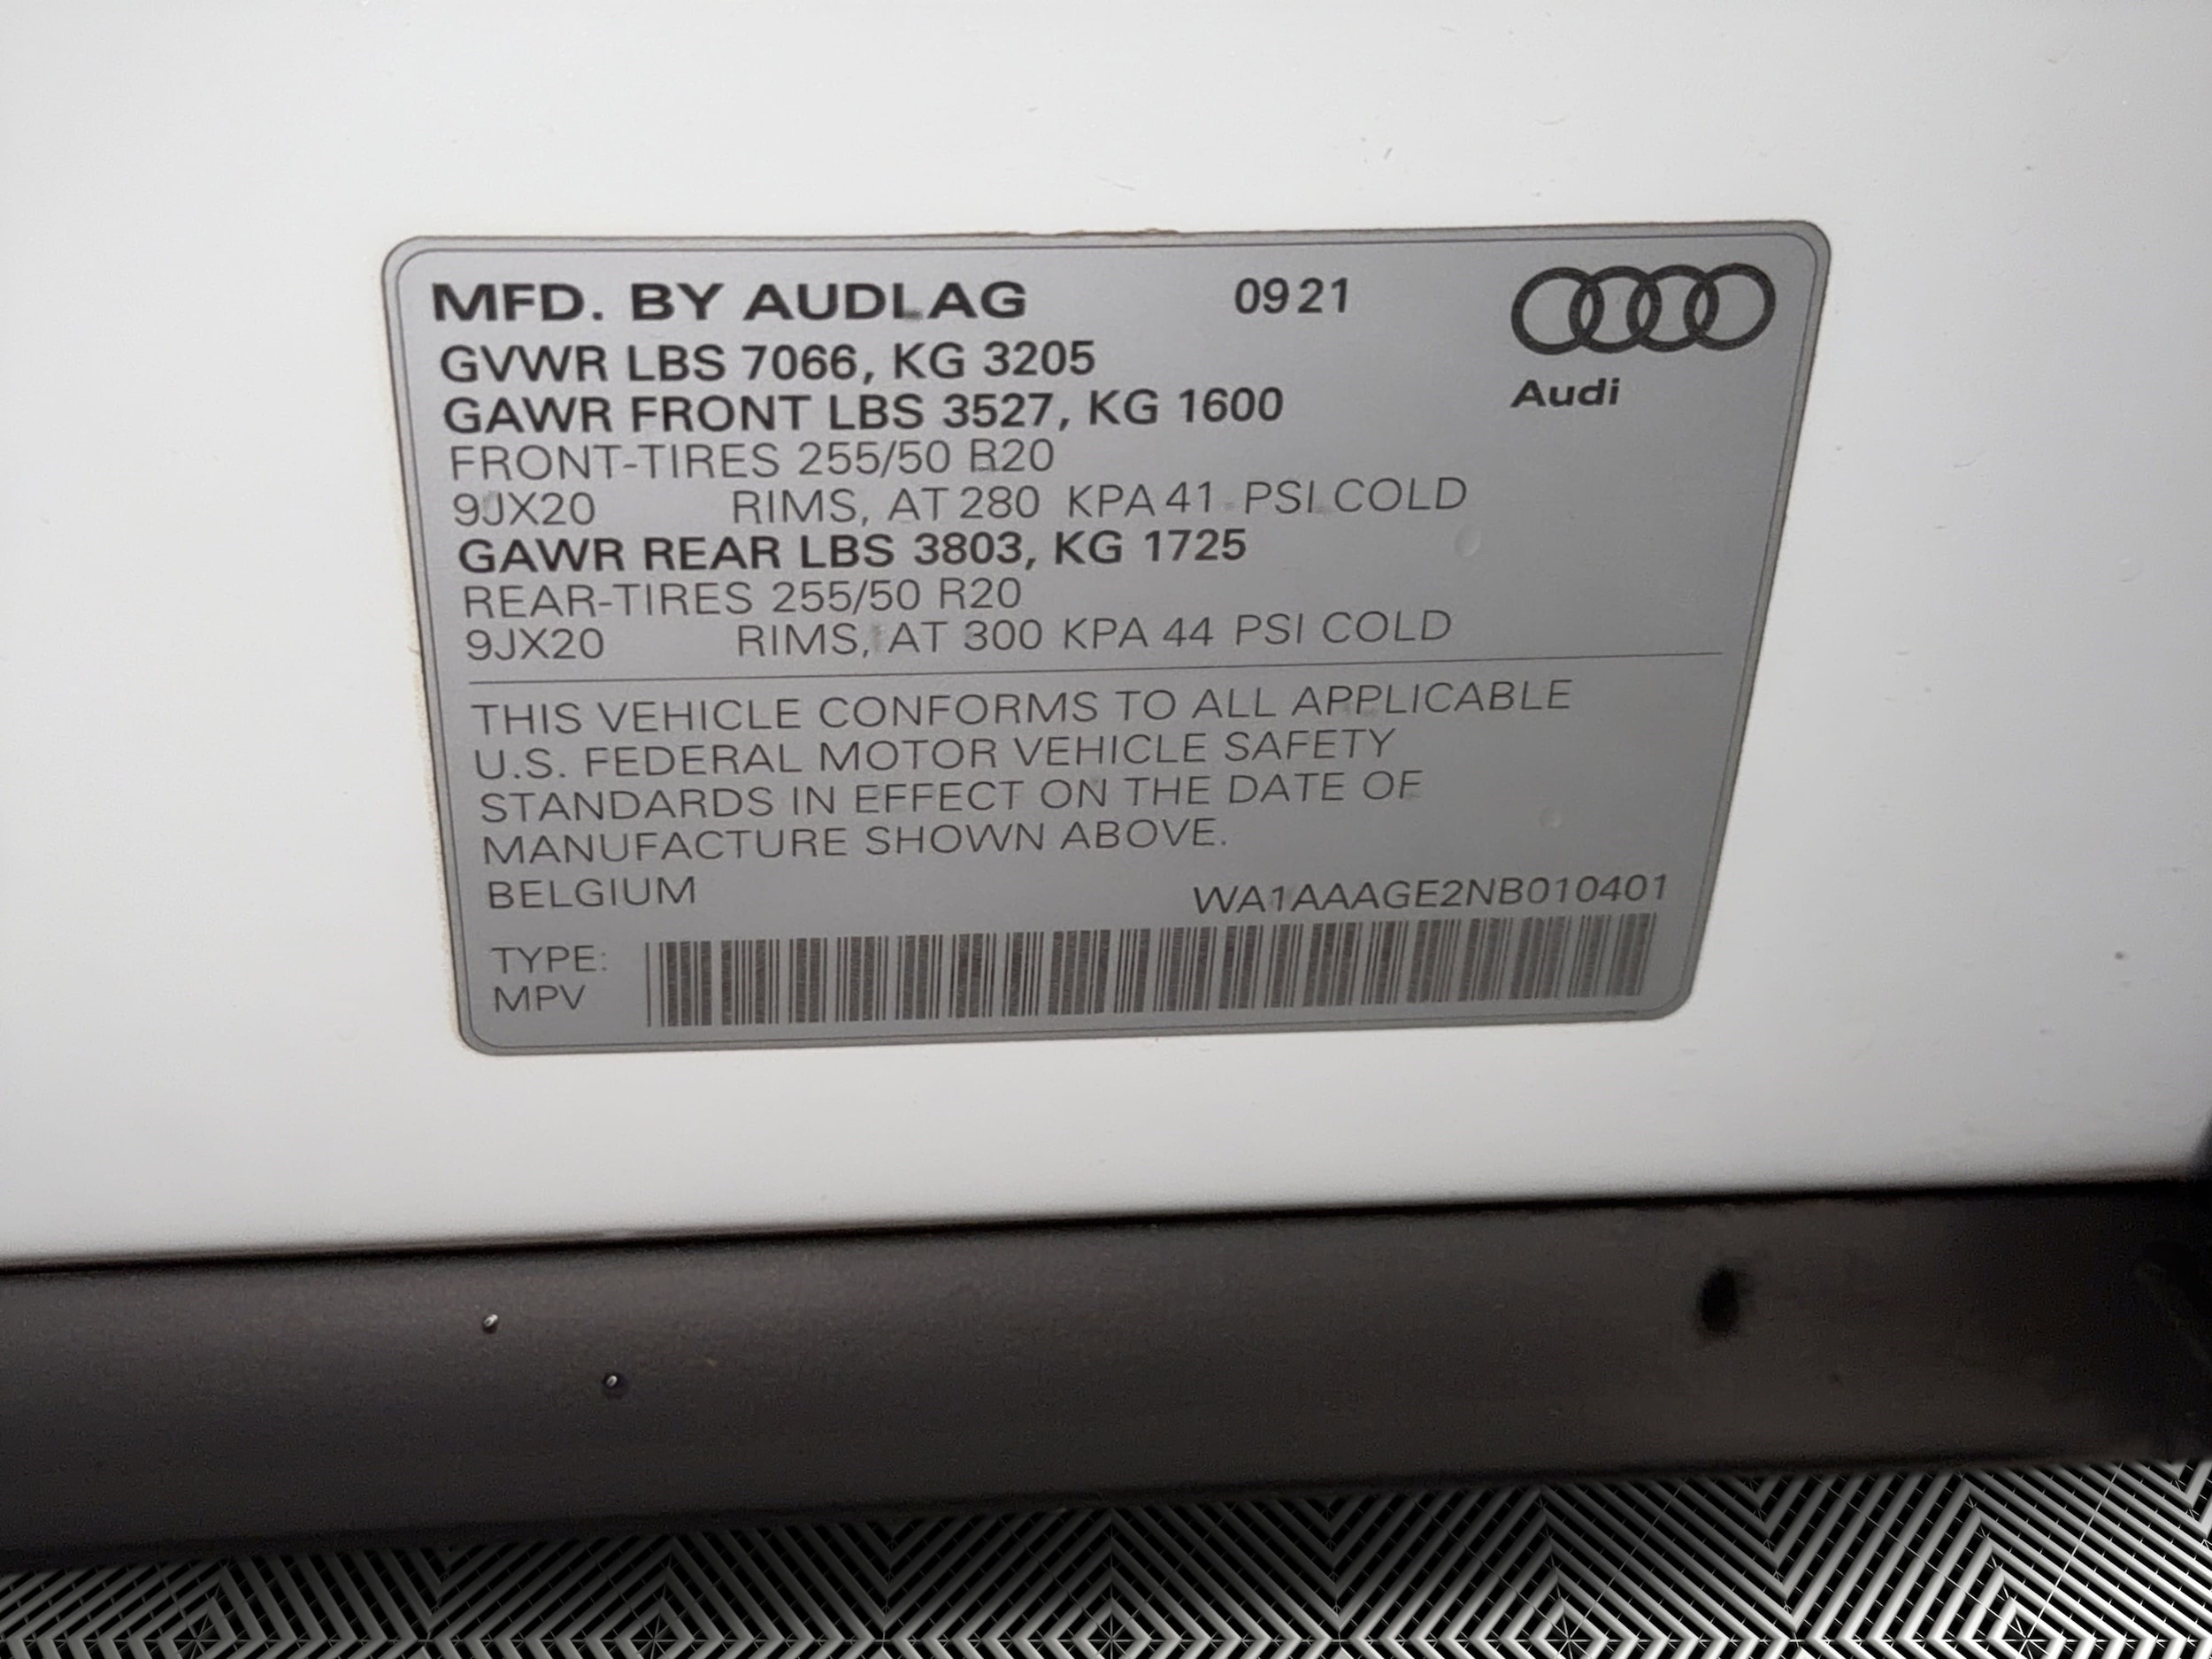 MFD. BY AUDI AG 09 21
Audi
GVWR LBS 7066, KG 3205
GAWR FRONT LBS 3527, KG 1600
FRONT-TIRES 255/50 R20
9JX20 RIMS, AT 280 KPA 41 PSI COLD
GAWR REAR LBS 3803, KG 1725
REAR-TIRES 255/50 R20
9JX20 RIMS, AT 300 KPA 44 PSI COLD
THIS VEHICLE CONFORMS TO ALL APPLICABLE
U.S. FEDERAL MOTOR VEHICLE SAFETY
STANDARDS IN EFFECT ON THE DATE OF
MANUFACTURE SHOWN ABOVE.
BELGIUM WA1AAAGE2NB010401
TYPE:
MPV